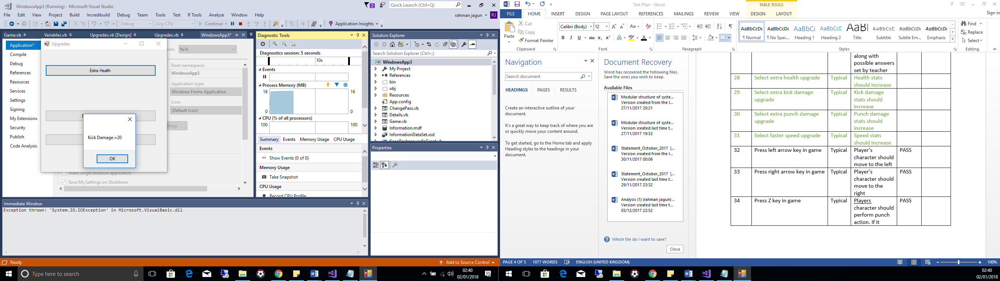 WindowsApp3 (Running) - Microsoft Visual Studio
2
Quick Launch (Ctrl+Q)
File Edit View Project Build Incredibuild Debug Team Tools Test R Tools Analyze Window Help
rahman jagun
RJ
Debug
Any CPU
Continue
Application Insights
Game.vb
Variables.vb
Upgrades.vb [Design]
Upgrades.vb
WindowsApp3*
Application*
Compile
Debug
References
Resources
Services
Settings
Signing
My Extensions
Security
Publish
Code Analysis
Upgrades
Extra Health
Kick Damage =20
OK
N/A
Root namespace:
WindowsApp3
Application type:
Windows Forms Application
Icon:
(Default Icon)
Make single instance application
Save My.Settings on Shutdown
Diagnostic Tools
Diagnostics session: 5 seconds
10s
Events
Process Memory (MB)
16
16
0
0
CPU (% of all processors)
100
100
Summary Events Memory Usage CPU Usage
Events
Show Events (0 of 0)
Memory Usage
Take Snapshot
CPU Usage
Record CPU Profile
Solution Explorer
Search Solution Explorer (Ctrl+;)
WindowsApp3
My Project
References
bin
obj
Resources
App.config
ChangePass.vb
Details.vb
Game.vb
Information.mdf
InformationDataSet.xsd
KeepBackgroundInFront.vb
Properties
Immediate Window
Exception thrown: 'System.IO.IOException' in Microsoft.VisualBasic.dll
Ready
Add to Source Control
Type here to search
02:40
02/01/2018
Test Plan - Word
TABLE TOOLS
FILE HOME INSERT DESIGN PAGE LAYOUT REFERENCES MAILINGS REVIEW VIEW DESIGN LAYOUT
Sign in
Paste
Cut
Copy
Format Painter
Clipboard
Calibri (Body)
12
Font
Paragraph
AaBbCcDc
¶ Normal
AaBbCcDc
¶ No Spac...
AaBbCc
Heading 1
AaBbCcD
Heading 2
AaB
Title
AaBbCcD
Subtitle
AaBbCcDc
Subtle Em...
AaBbCcDc
Emphasis
Styles
Find
Replace
Select
Editing
Navigation
Search document
HEADINGS PAGES RESULTS
Create an interactive outline of your
document.
It's a great way to keep track of where you are
or quickly move your content around.
To get started, go to the Home tab and apply
Heading styles to the headings in your
document.
Document Recovery
Word has recovered the following files.
Save the ones you wish to keep.
Available Files
Modular structure of syste...
Version created from the l...
27/11/2017 20:21
Modular structure of syste...
Version created last time t...
27/11/2017 19:32
Statement_October_2017 [...
Version created from the l...
30/11/2017 00:06
Statement_October_2017 [...
Version created last time t...
29/11/2017 23:32
Analysis (1) (rahman jagun) ..
Version created last time t...
03/12/2017 22:52
Which file do I want to save?
Close
along with
possible answers
set by teacher
28 Select extra health upgrade Typical Health stats
should increase
29 Select extra kick damage Typical Kick damage
upgrade stats should
increase
30 Select extra punch damage Typical Punch damage
upgrade stats should
increase
31 Select faster speed upgrade Typical Speed stats
should increase
32 Press left arrow key in game Typical Player's PASS
character should
move to the left
33 Press right arrow key in game Typical Player's PASS
character should
move to the
right
34 Press Z key in game Typical Players PASS
character should
perform punch
action. If it
PAGE 4 OF 5 1077 WORDS ENGLISH (UNITED KINGDOM)
100%
02:40
02/01/2018